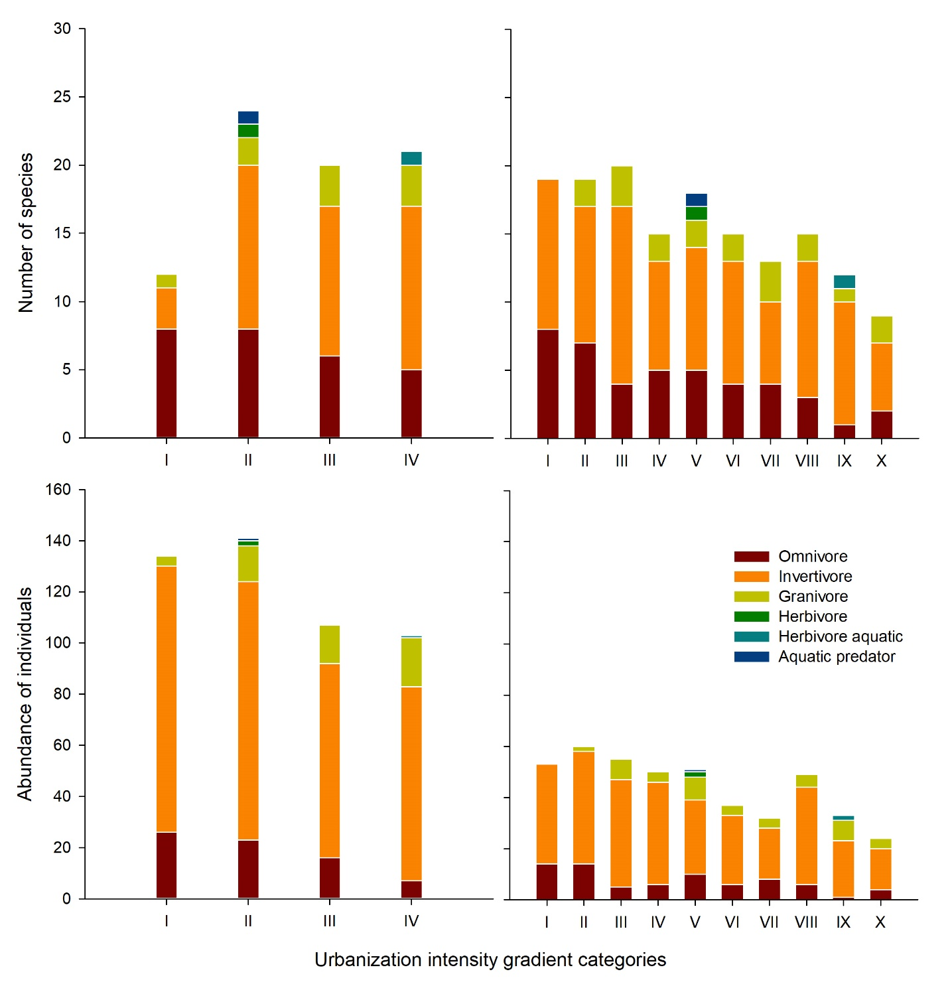 30
25
20
15
10
5
0
Number of species
I II III IV
I II III IV V VI VII VIII IX X
160
140
120
100
80
60
40
20
0
Abundance of individuals
Omnivore
Invertivore
Granivore
Herbivore
Herbivore aquatic
Aquatic predator
I II III IV
I II III IV V VI VII VIII IX X
Urbanization intensity gradient categories